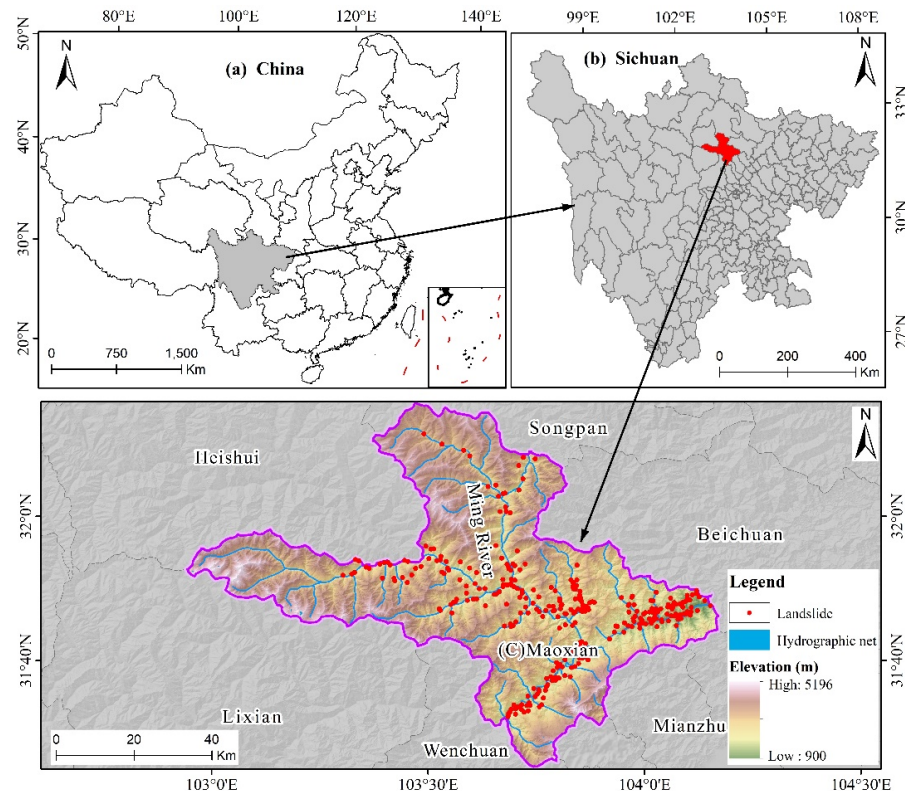 80°E 100°E 120°E 140°E
99°E 102°E 105°E 108°E
50°N
40°N
30°N
20°N
N
(a) China
0 750 1,500
Km
N
(b) Sichuan
33°N
30°N
27°N
0 200 400
Km
N
Songpan
Heishui
Ming River
Beichuan
(C)Maoxian
Lixian
Wenchuan
Mianzhu
32°0'N
31°40'N
32°0'N
31°40'N
Legend
Landslide
Hydrographic net
Elevation (m)
High: 5196
Low : 900
0 20 40
Km
103°0'E 103°30'E 104°0'E 104°30'E